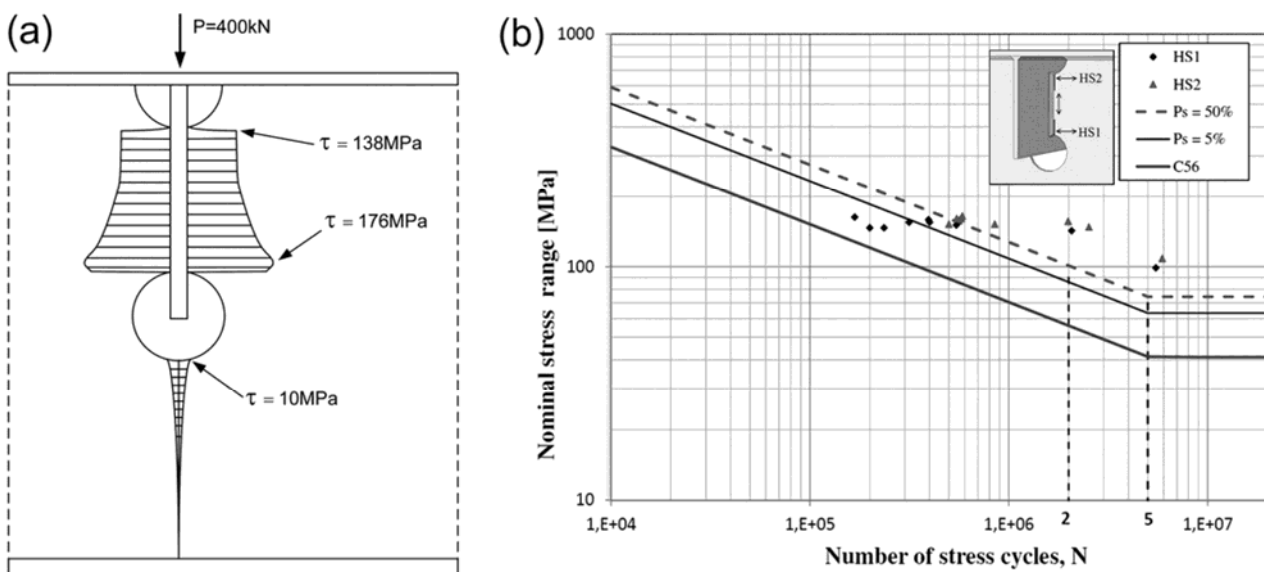 (a)
P=400kN
τ = 138MPa
τ = 176MPa
τ = 10MPa
(b)
Nominal stress range [MPa]
1000
100
10
1,E+04
1,E+05
1,E+06
2
5
1,E+07
Number of stress cycles, N
HS2
HS1
HS1
HS2
Ps = 50%
Ps = 5%
C56